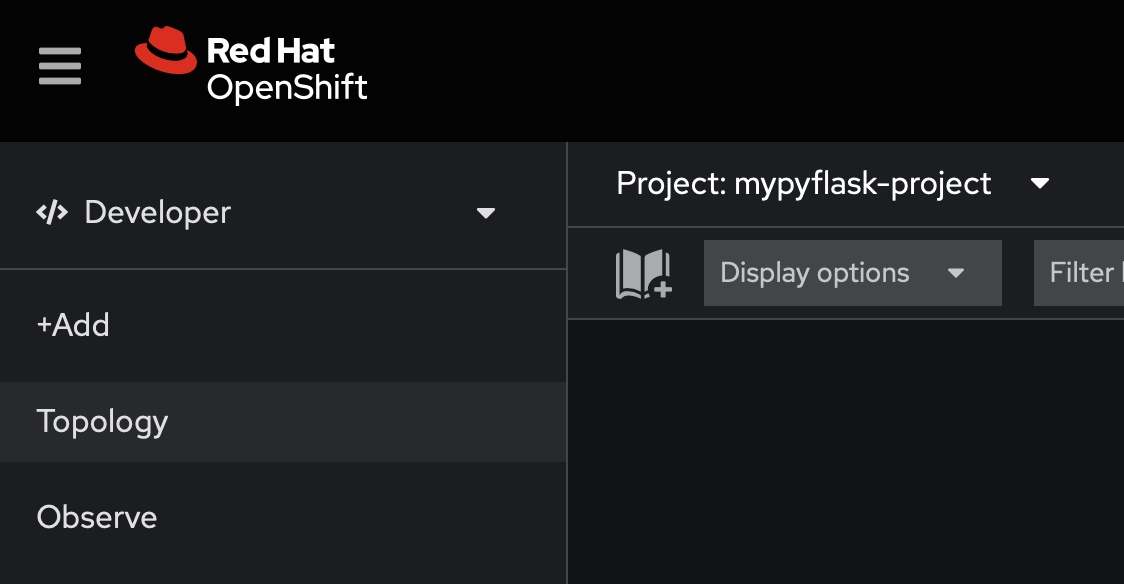 Red Hat
OpenShift
Developer
Project: mypyflask-project
+Add
Display options
Filter
Topology
Observe